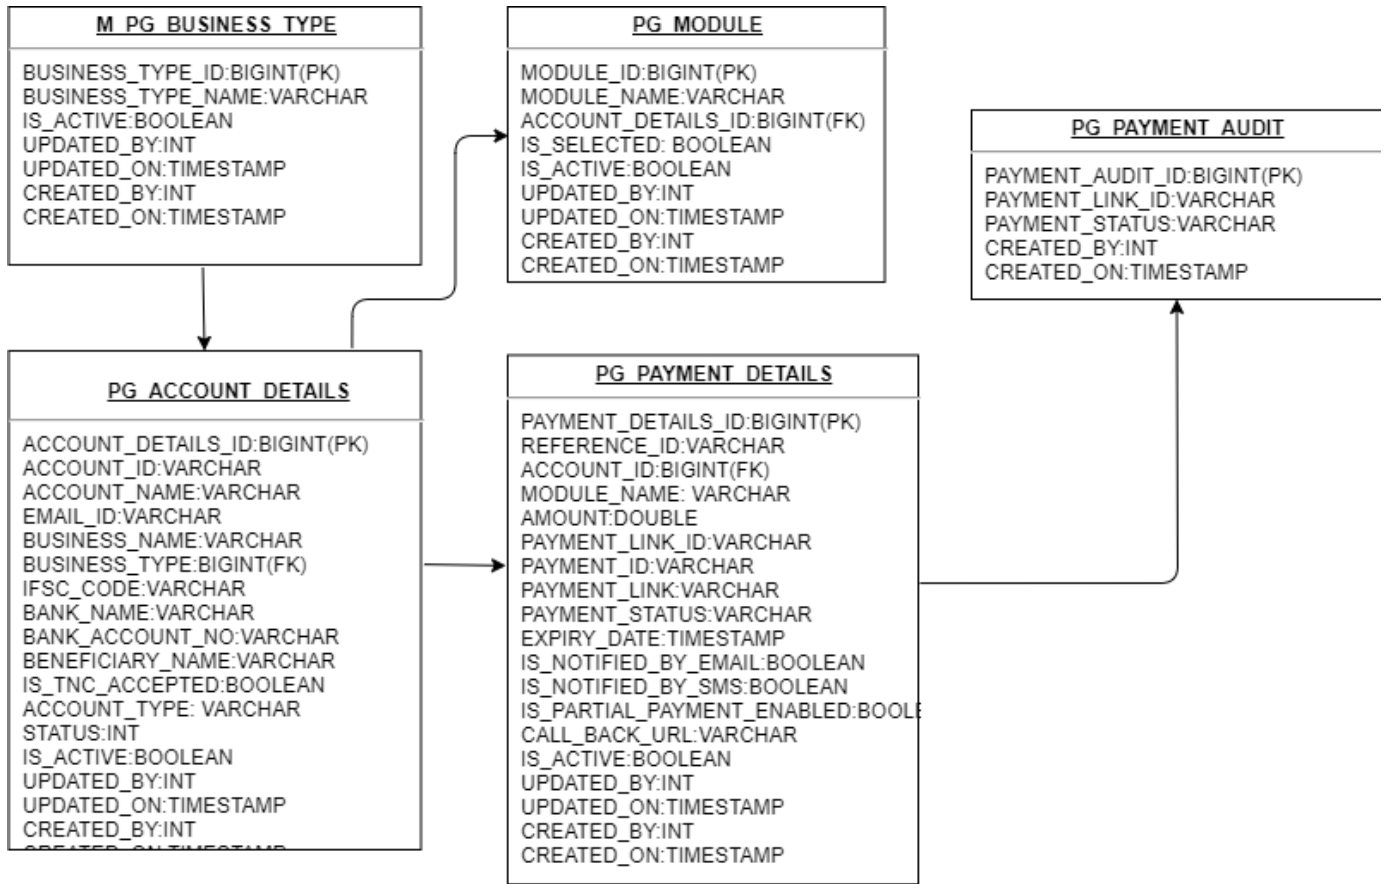 M_PG_BUSINESS_TYPE
BUSINESS_TYPE_ID:BIGINT(PK)
BUSINESS_TYPE_NAME:VARCHAR
IS_ACTIVE:BOOLEAN
UPDATED_BY:INT
UPDATED_ON:TIMESTAMP
CREATED_BY:INT
CREATED_ON:TIMESTAMP
PG_MODULE
MODULE_ID:BIGINT(PK)
MODULE_NAME:VARCHAR
ACCOUNT_DETAILS_ID:BIGINT(FK)
IS_SELECTED: BOOLEAN
IS_ACTIVE:BOOLEAN
UPDATED_BY:INT
UPDATED_ON:TIMESTAMP
CREATED_BY:INT
CREATED_ON:TIMESTAMP
PG_PAYMENT_AUDIT
PAYMENT_AUDIT_ID:BIGINT(PK)
PAYMENT_LINK_ID:VARCHAR
PAYMENT_STATUS:VARCHAR
CREATED_BY:INT
CREATED_ON:TIMESTAMP
PG_ACCOUNT_DETAILS
ACCOUNT_DETAILS_ID:BIGINT(PK)
ACCOUNT_ID:VARCHAR
ACCOUNT_NAME:VARCHAR
EMAIL_ID:VARCHAR
BUSINESS_NAME:VARCHAR
BUSINESS_TYPE:BIGINT(FK)
IFSC_CODE:VARCHAR
BANK_NAME:VARCHAR
BANK_ACCOUNT_NO:VARCHAR
BENEFICIARY_NAME:VARCHAR
IS_TNC_ACCEPTED:BOOLEAN
ACCOUNT_TYPE: VARCHAR
STATUS:INT
IS_ACTIVE:BOOLEAN
UPDATED_BY:INT
UPDATED_ON:TIMESTAMP
CREATED_BY:INT
CREATED_ON:TIMESTAMP
PG_PAYMENT_DETAILS
PAYMENT_DETAILS_ID:BIGINT(PK)
REFERENCE_ID:VARCHAR
ACCOUNT_ID:BIGINT(FK)
MODULE_NAME: VARCHAR
AMOUNT:DOUBLE
PAYMENT_LINK_ID:VARCHAR
PAYMENT_ID:VARCHAR
PAYMENT_LINK:VARCHAR
PAYMENT_STATUS:VARCHAR
EXPIRY_DATE:TIMESTAMP
IS_NOTIFIED_BY_EMAIL:BOOLEAN
IS_NOTIFIED_BY_SMS:BOOLEAN
IS_PARTIAL_PAYMENT_ENABLED:BOOLE
CALL_BACK_URL:VARCHAR
IS_ACTIVE:BOOLEAN
UPDATED_BY:INT
UPDATED_ON:TIMESTAMP
CREATED_BY:INT
CREATED_ON:TIMESTAMP